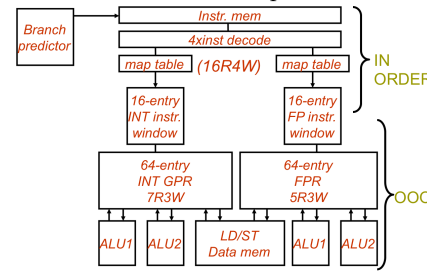 Instr. mem
Branch
predictor
4xinst decode
map table
(16R4W)
map table
IN
ORDER
16-entry
INT instr.
window
16-entry
FP instr.
window
64-entry
INT GPR
7R3W
64-entry
FPR
5R3W
OOO
ALU1
ALU2
LD/ST
Data mem
ALU1
ALU2